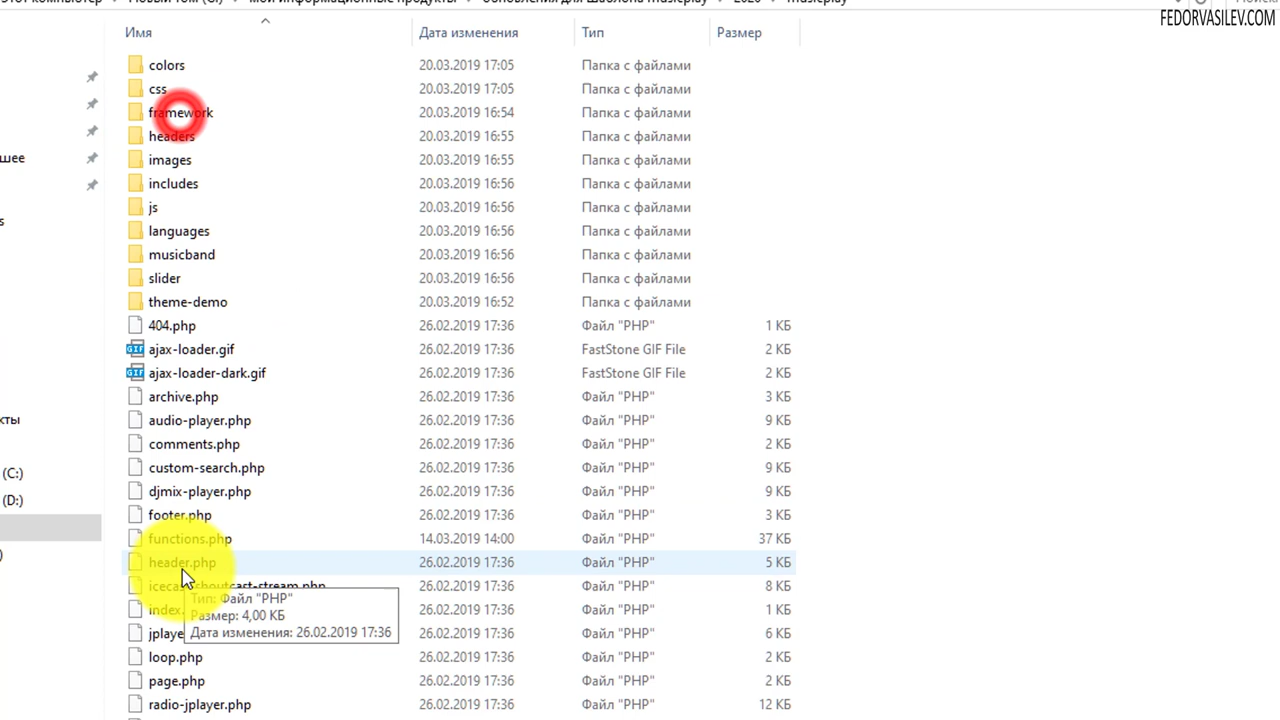 FEDORVASILEV.COM
Имя Дата изменения Тип Размер
colors 20.03.2019 17:05 Папка с файлами
css 20.03.2019 17:05 Папка с файлами
framework 20.03.2019 16:54 Папка с файлами
headers 20.03.2019 16:55 Папка с файлами
шее images 20.03.2019 16:55 Папка с файлами
includes 20.03.2019 16:56 Папка с файлами
js 20.03.2019 16:56 Папка с файлами
languages 20.03.2019 16:56 Папка с файлами
musicband 20.03.2019 16:56 Папка с файлами
slider 20.03.2019 16:56 Папка с файлами
theme-demo 20.03.2019 16:52 Папка с файлами
404.php 26.02.2019 17:36 Файл "PHP" 1 КБ
GIF ajax-loader.gif 26.02.2019 17:36 FastStone GIF File 2 КБ
GIF ajax-loader-dark.gif 26.02.2019 17:36 FastStone GIF File 2 КБ
archive.php 26.02.2019 17:36 Файл "PHP" 3 КБ
кты audio-player.php 26.02.2019 17:36 Файл "PHP" 9 КБ
comments.php 26.02.2019 17:36 Файл "PHP" 2 КБ
(C:) custom-search.php 26.02.2019 17:36 Файл "PHP" 9 КБ
(D:) djmix-player.php 26.02.2019 17:36 Файл "PHP" 9 КБ
footer.php 26.02.2019 17:36 Файл "PHP" 3 КБ
functions.php 14.03.2019 14:00 Файл "PHP" 37 КБ
header.php 26.02.2019 17:36 Файл "PHP" 5 КБ
26.02.2019 17:36 Файл "PHP" 8 КБ
Тип: Файл "PHP"
index. 26.02.2019 17:36 Файл "PHP" 1 КБ
Размер: 4,00 КБ
Дата изменения: 26.02.2019 17:36
jplaye 26.02.2019 17:36 Файл "PHP" 6 КБ
loop.php 26.02.2019 17:36 Файл "PHP" 2 КБ
page.php 26.02.2019 17:36 Файл "PHP" 2 КБ
radio-jplayer.php 26.02.2019 17:36 Файл "PHP" 12 КБ